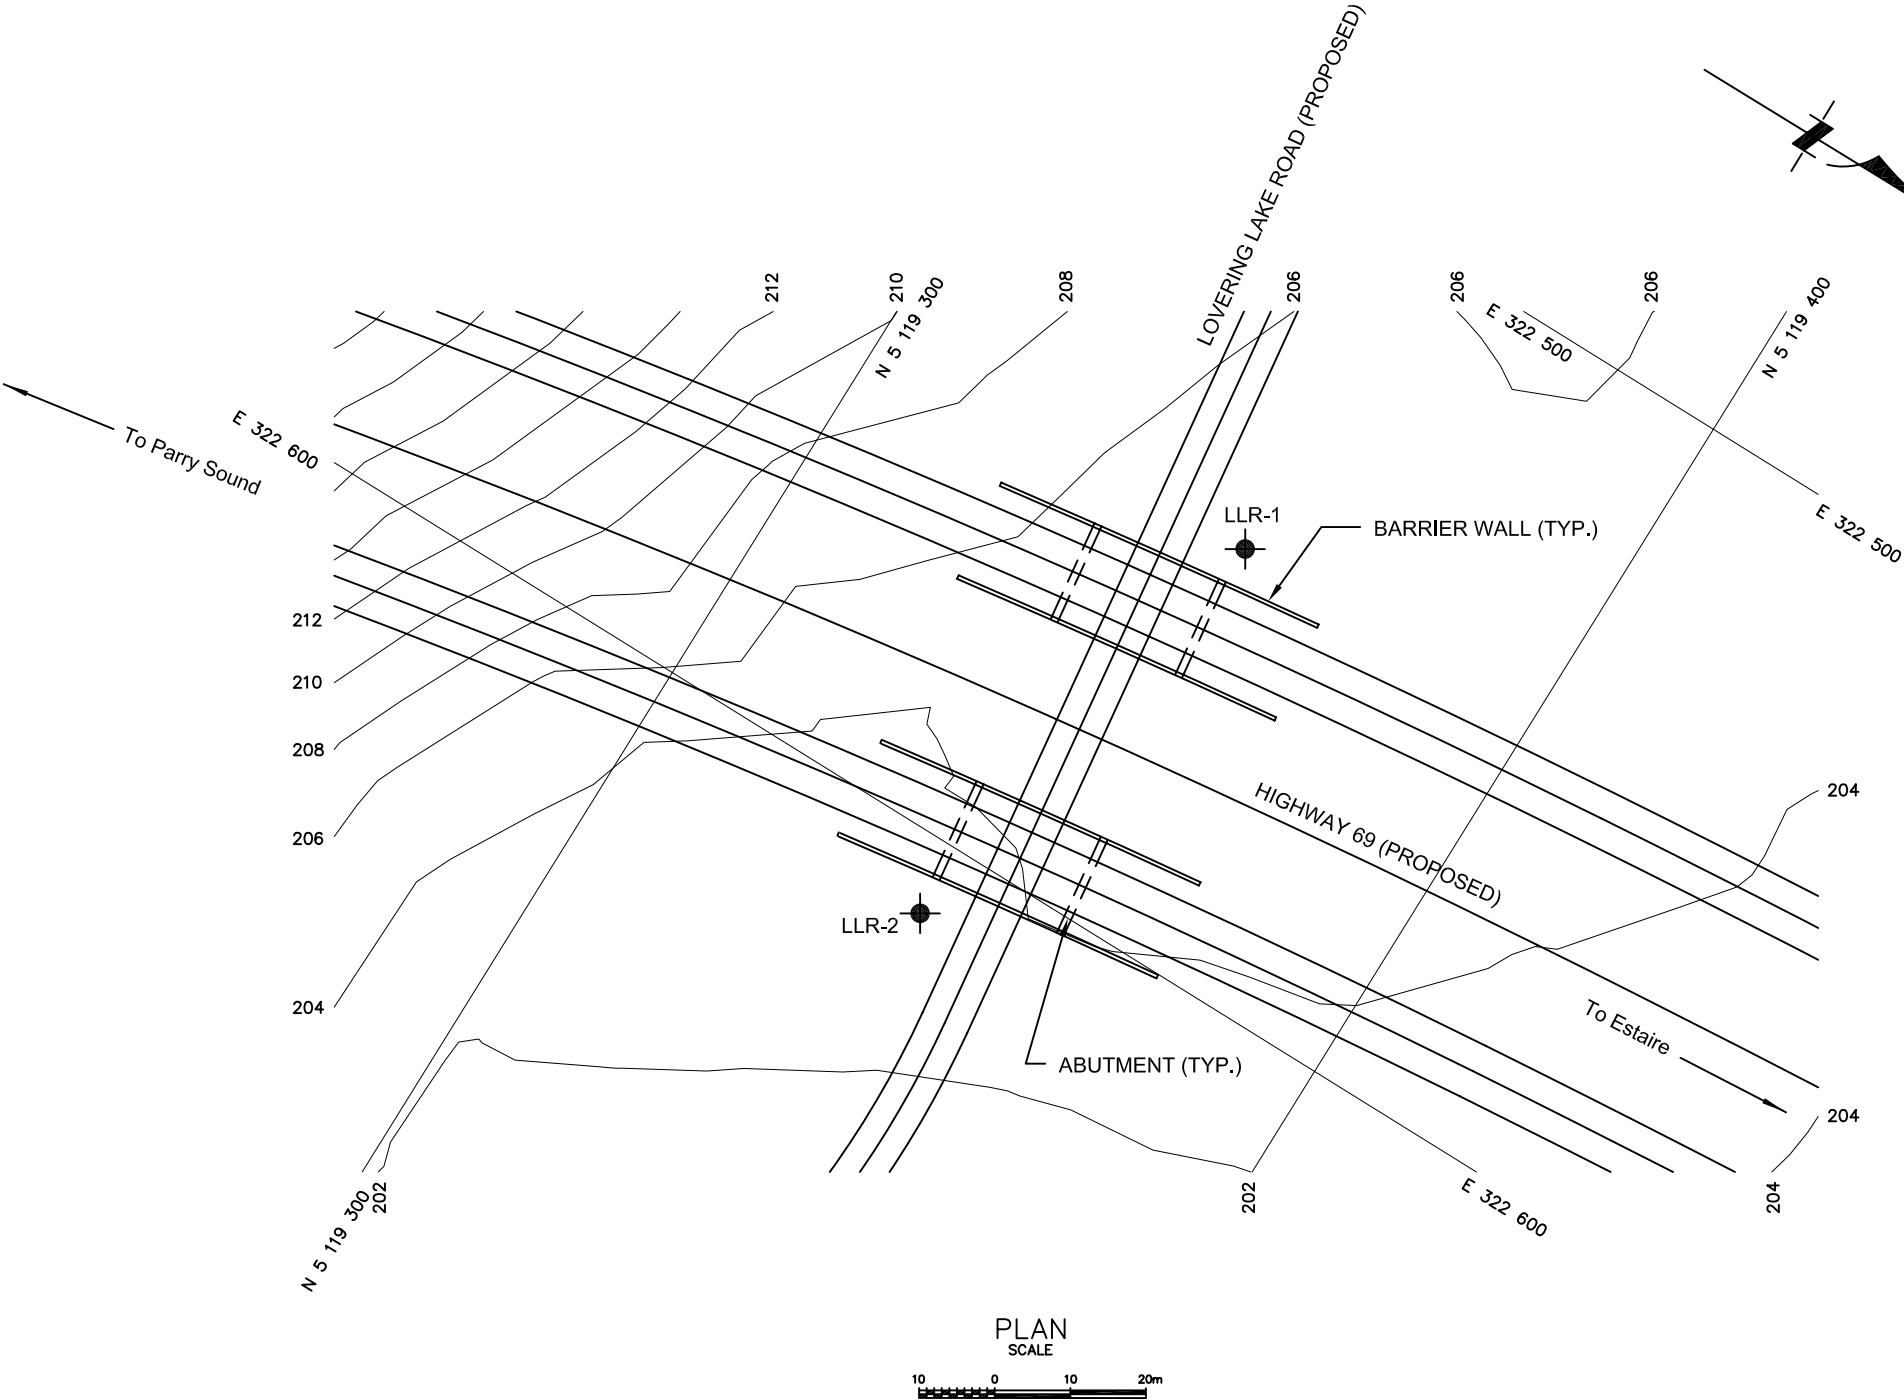 LOVERING LAKE ROAD (PROPOSED)
212
210
N 5 119 300
208
206
206
E 322 500
206
N 5 119 400
To Parry Sound
E 322 600
LLR-1
BARRIER WALL (TYP.)
E 322 500
212
210
208
206
204
HIGHWAY 69 (PROPOSED)
204
LLR-2
To Estaire
ABUTMENT (TYP.)
204
N 5 119 300
202
202
E 322 600
204
PLAN
SCALE
10 0 10 20m